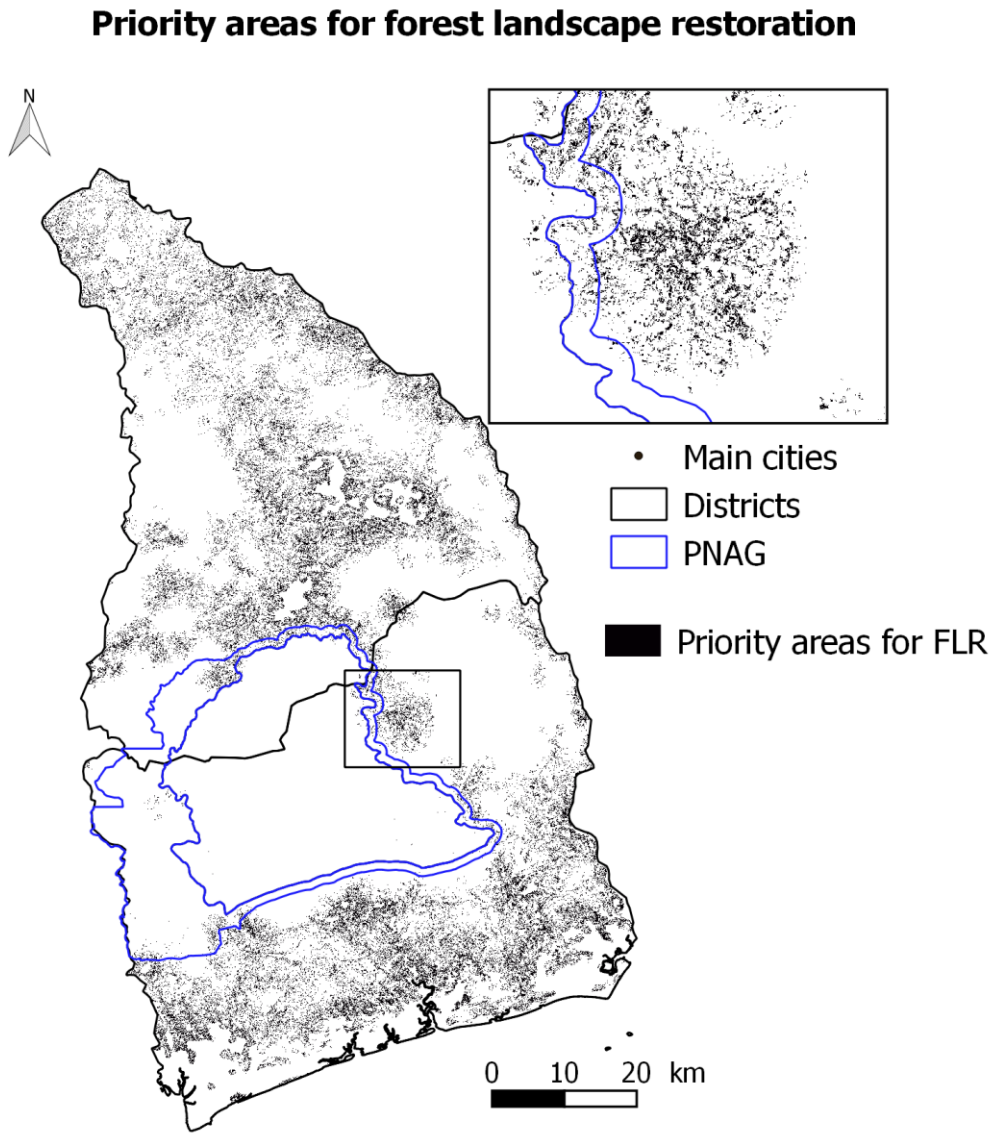 Priority areas for forest landscape restoration
N
Main cities
Districts
PNAG
Priority areas for FLR
0 10 20 km